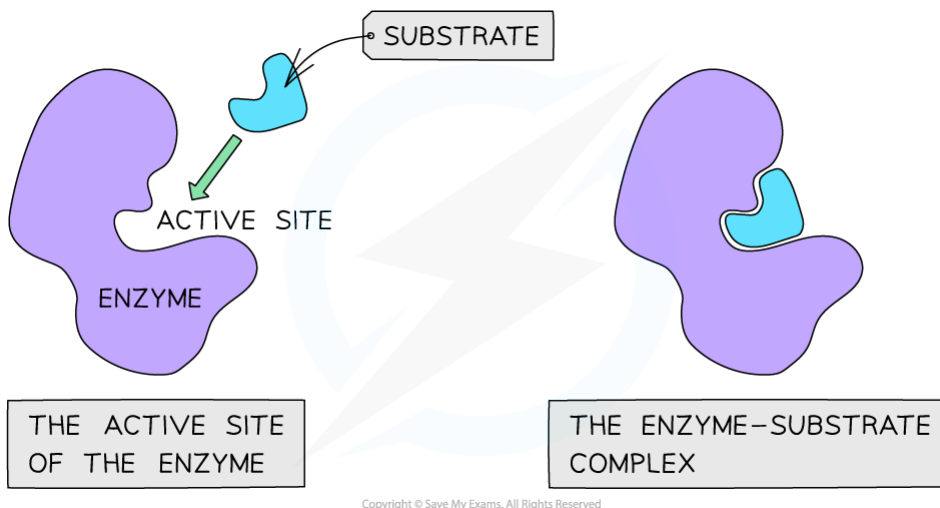 SUBSTRATE
ACTIVE SITE
ENZYME
THE ACTIVE SITE
OF THE ENZYME
THE ENZYME-SUBSTRATE
COMPLEX
Copyright © Save My Exams. All Rights Reserved